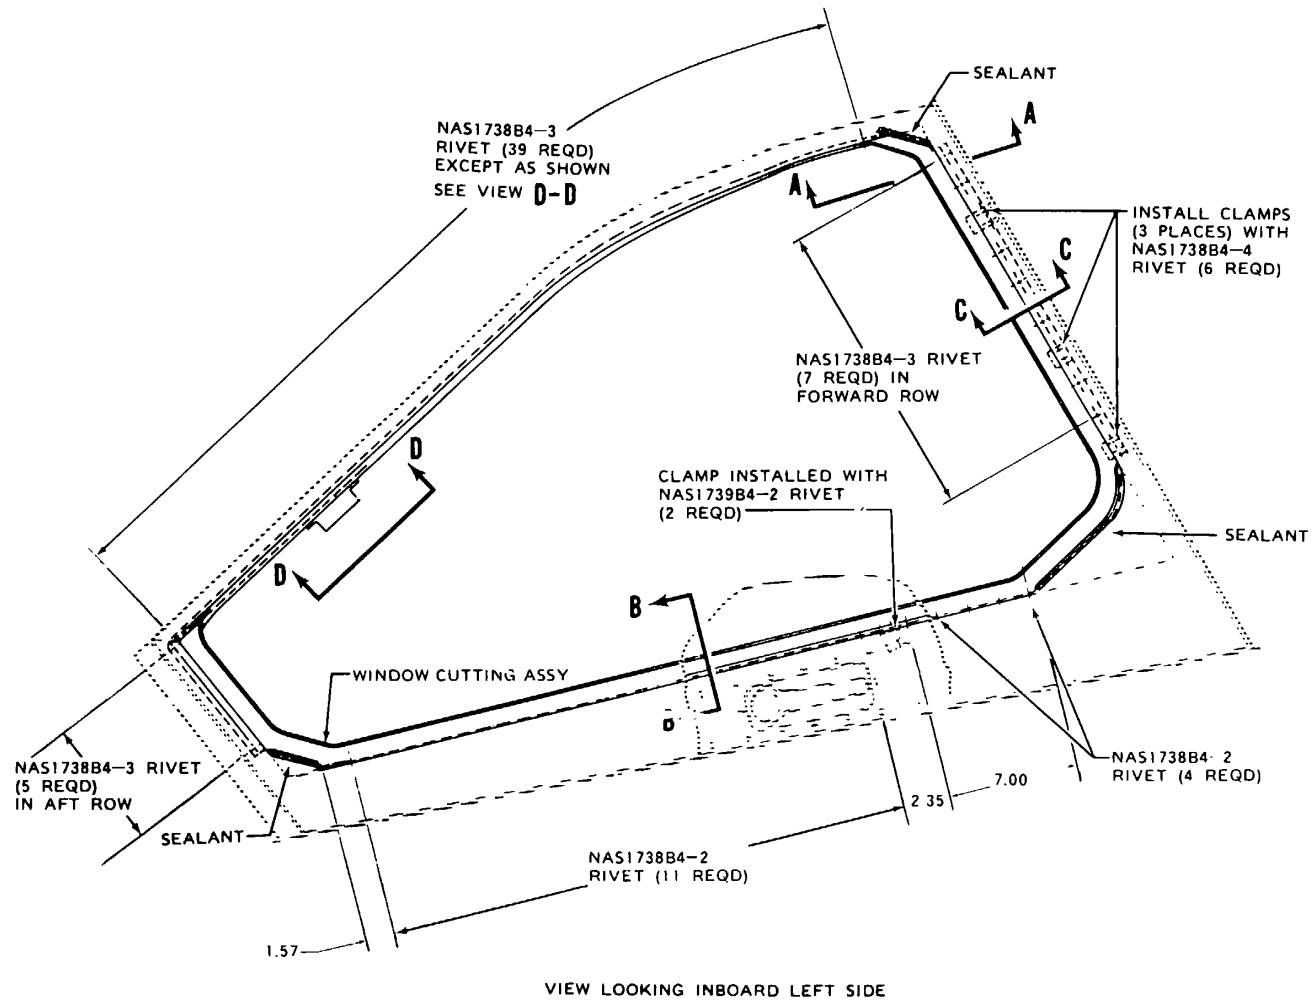 SEALANT
A
NAS1738B4-3
RIVET (39 REQD)
EXCEPT AS SHOWN
SEE VIEW D-D
A
INSTALL CLAMPS
(3 PLACES) WITH
NAS1738B4-4
RIVET (6 REQD)
C
C
NAS1738B4-3 RIVET
(7 REQD) IN
FORWARD ROW
D
CLAMP INSTALLED WITH
NAS1739B4-2 RIVET
(2 REQD)
SEALANT
D
B
WINDOW CUTTING ASSY
B
NAS1738B4-3 RIVET
(5 REQD)
IN AFT ROW
NAS1738B4-2
RIVET (4 REQD)
7.00
2.35
SEALANT
NAS1738B4-2
RIVET (11 REQD)
1.57
VIEW LOOKING INBOARD LEFT SIDE